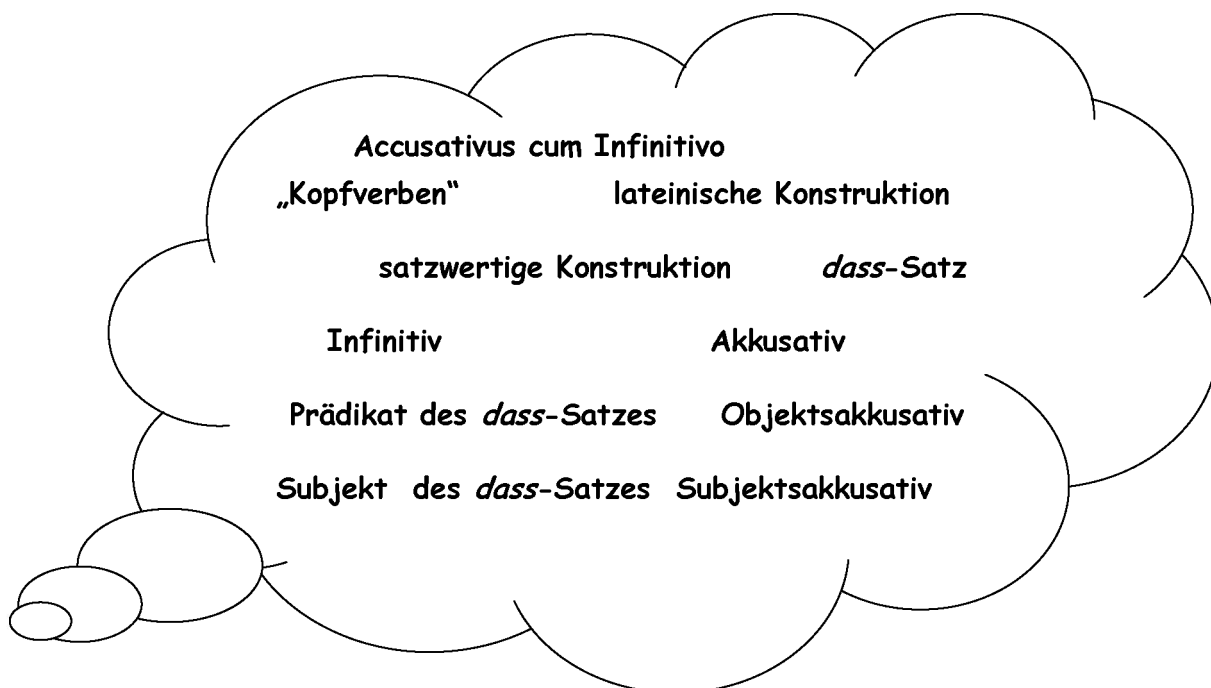 Accusativus cum Infinitivo
„Kopfverben“ lateinische Konstruktion
satzwertige Konstruktion dass-Satz
Infinitiv Akkusativ
Prädikat des dass-Satzes Objektsakkusativ
Subjekt des dass-Satzes Subjektsakkusativ